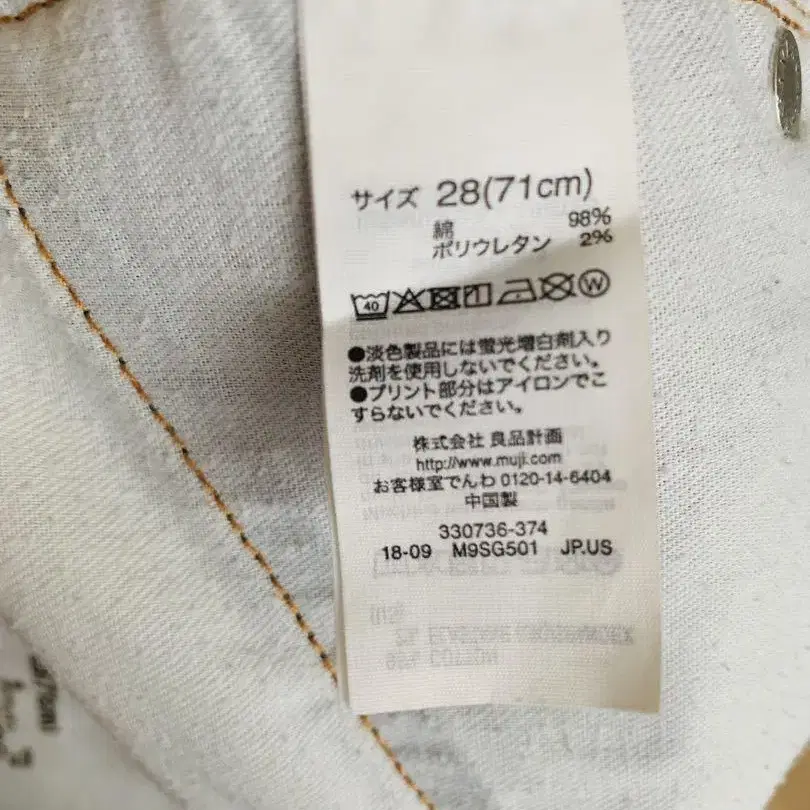 サイズ 28(71cm)
綿 98%
ポリウレタン 2%
40 W
●淡色製品には蛍光増白剤入り
洗剤を使用しないでください。
●プリント部分はアイロンでこ
すらないでください。
株式会社 良品計画
http://www.muji.com
お客様室でんわ 0120-14-6404
中国製
330736-374
18-09 M9SG501 JP.US